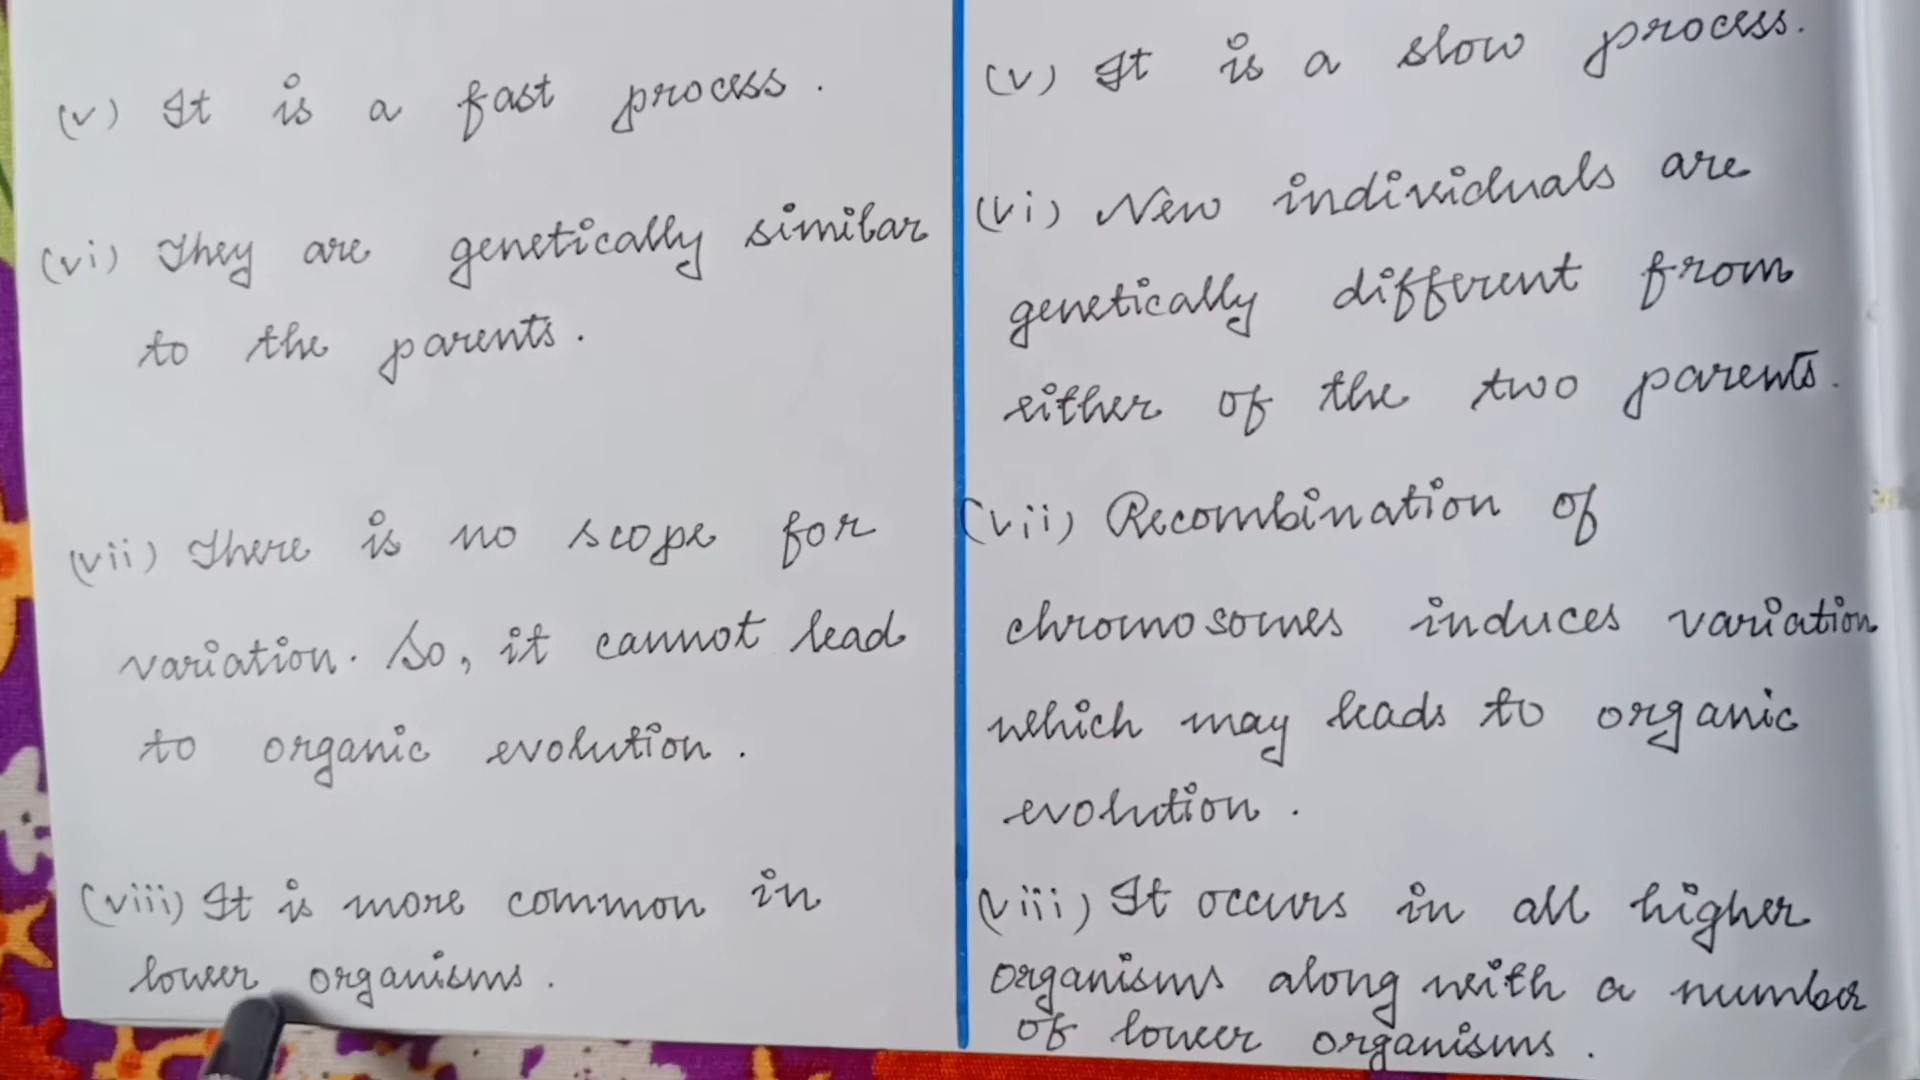 (v) It is a fast process.
(vi) They are genetically similar
to the parents.
(vii) There is no scope for
variation. So, it cannot lead
to organic evolution.
(viii) It is more common in
lower organisms.
(v) It is a slow process.
(vi) New individuals are
genetically different from
either of the two parents.
(vii) Recombination of
chromosomes induces variation
which may leads to organic
evolution.
(viii) It occurs in all higher
organisms along with a number
of lower organisms.